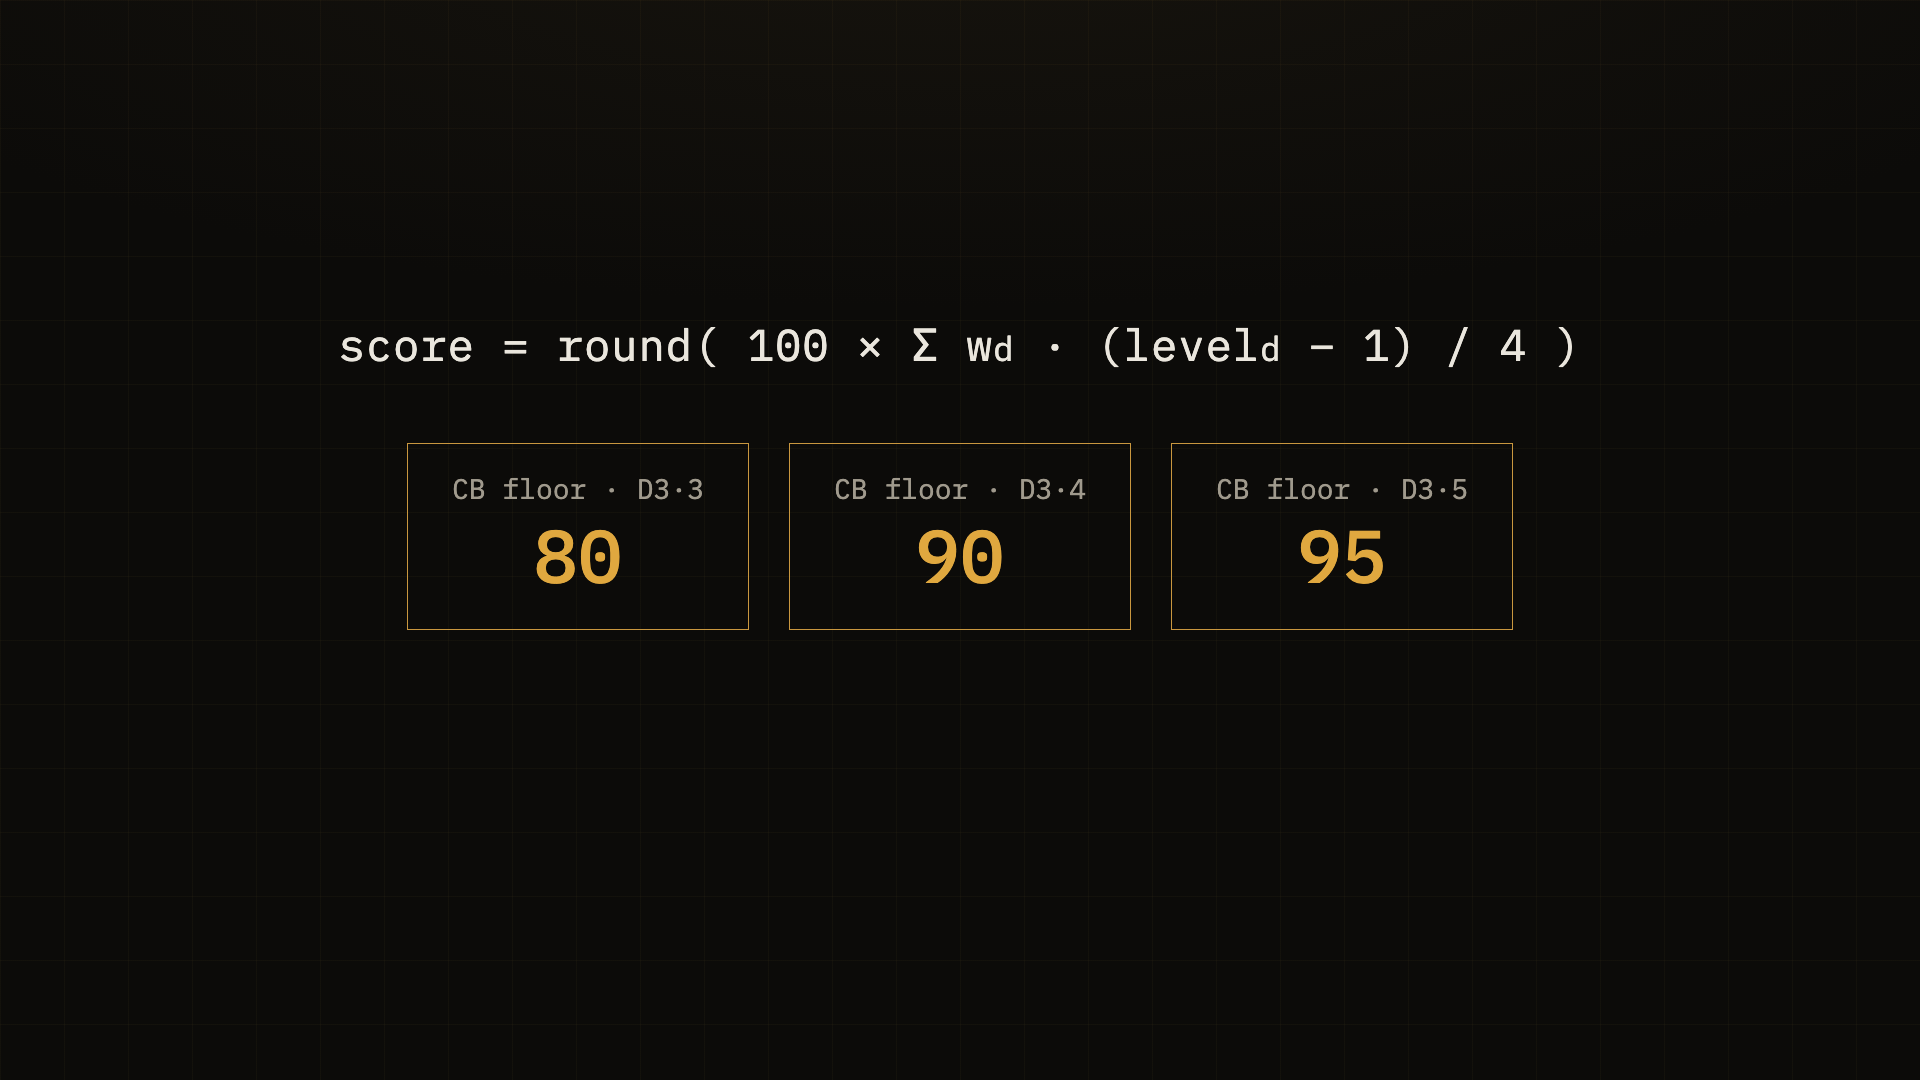 score = round( 100 × Σ wd · (leveld − 1) / 4 )
CB floor · D3·3
80
CB floor · D3·4
90
CB floor · D3·5
95